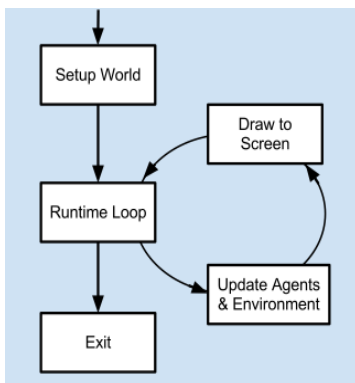 Setup World
Draw to
Screen
Runtime Loop
Update Agents
& Environment
Exit